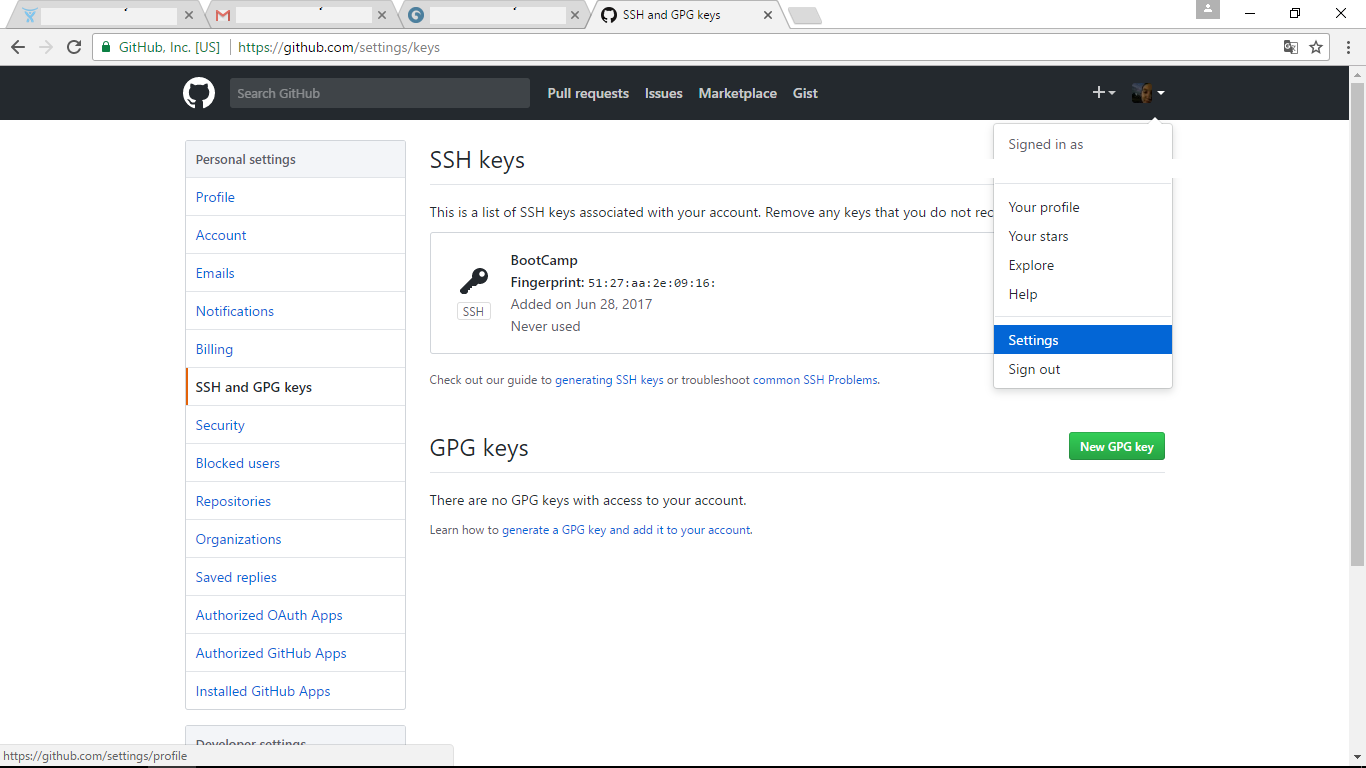 SSH and GPG keys
GitHub, Inc. [US]
https://github.com/settings/keys
Search GitHub
Pull requests
Issues
Marketplace
Gist
Signed in as
Your profile
Your stars
Explore
Help
Settings
Sign out
Personal settings
Profile
Account
Emails
Notifications
Billing
SSH and GPG keys
Security
Blocked users
Repositories
Organizations
Saved replies
Authorized OAuth Apps
Authorized GitHub Apps
Installed GitHub Apps
Developer settings
SSH keys
This is a list of SSH keys associated with your account. Remove any keys that you do not rec
BootCamp
Fingerprint: 51:27:aa:2e:09:16:
SSH
Added on Jun 28, 2017
Never used
Check out our guide to generating SSH keys or troubleshoot common SSH Problems.
GPG keys
New GPG key
There are no GPG keys with access to your account.
Learn how to generate a GPG key and add it to your account.
https://github.com/settings/profile